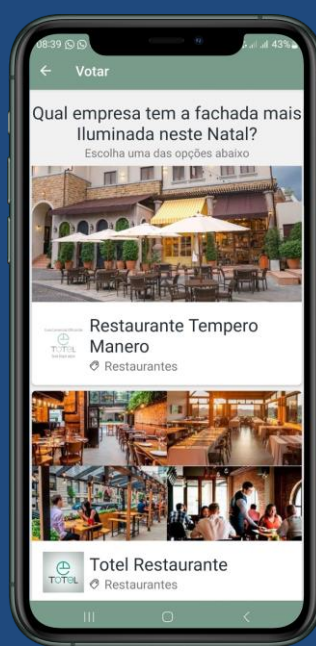 08:39
43%
Votar
Qual empresa tem a fachada mais
Iluminada neste Natal?
Escolha uma das opções abaixo
TOTEL
Restaurante Tempero
Manero
Restaurantes
TOTEL
Totel Restaurante
Restaurantes